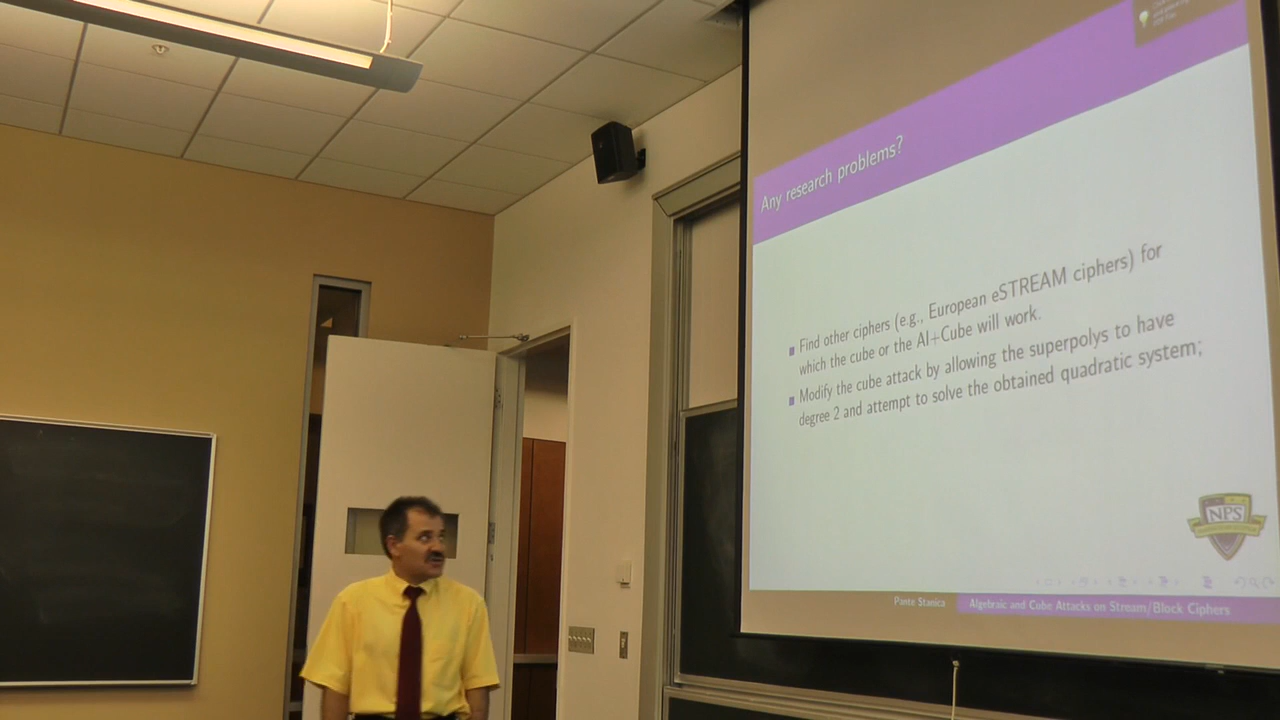 Any research problems?
Find other ciphers (e.g., European eSTREAM ciphers) for
which the cube or the AI+Cube will work.
Modify the cube attack by allowing the superpolys to have
degree 2 and attempt to solve the obtained quadratic system;
NPS
Pante Stanica
Algebraic and Cube Attacks on Stream/Block Ciphers